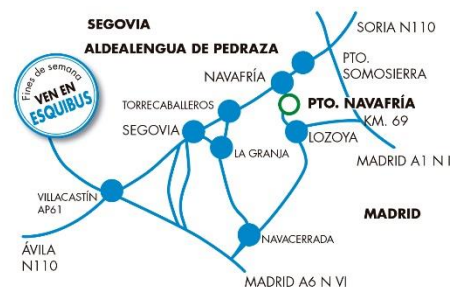 SEGOVIA
ALDEALENGUA DE PEDRAZA
SORIA N110
PTO.
SOMOSIERRA
NAVAFRÍA
Fines de semana
VEN EN
ESQUIBUS
TORRECABALLEROS
PTO. NAVAFRÍA
KM. 69
SEGOVIA
LOZOYA
LA GRANJA
MADRID A1 N I
VILLACASTÍN
AP61
MADRID
NAVACERRADA
ÁVILA
N110
MADRID A6 N VI